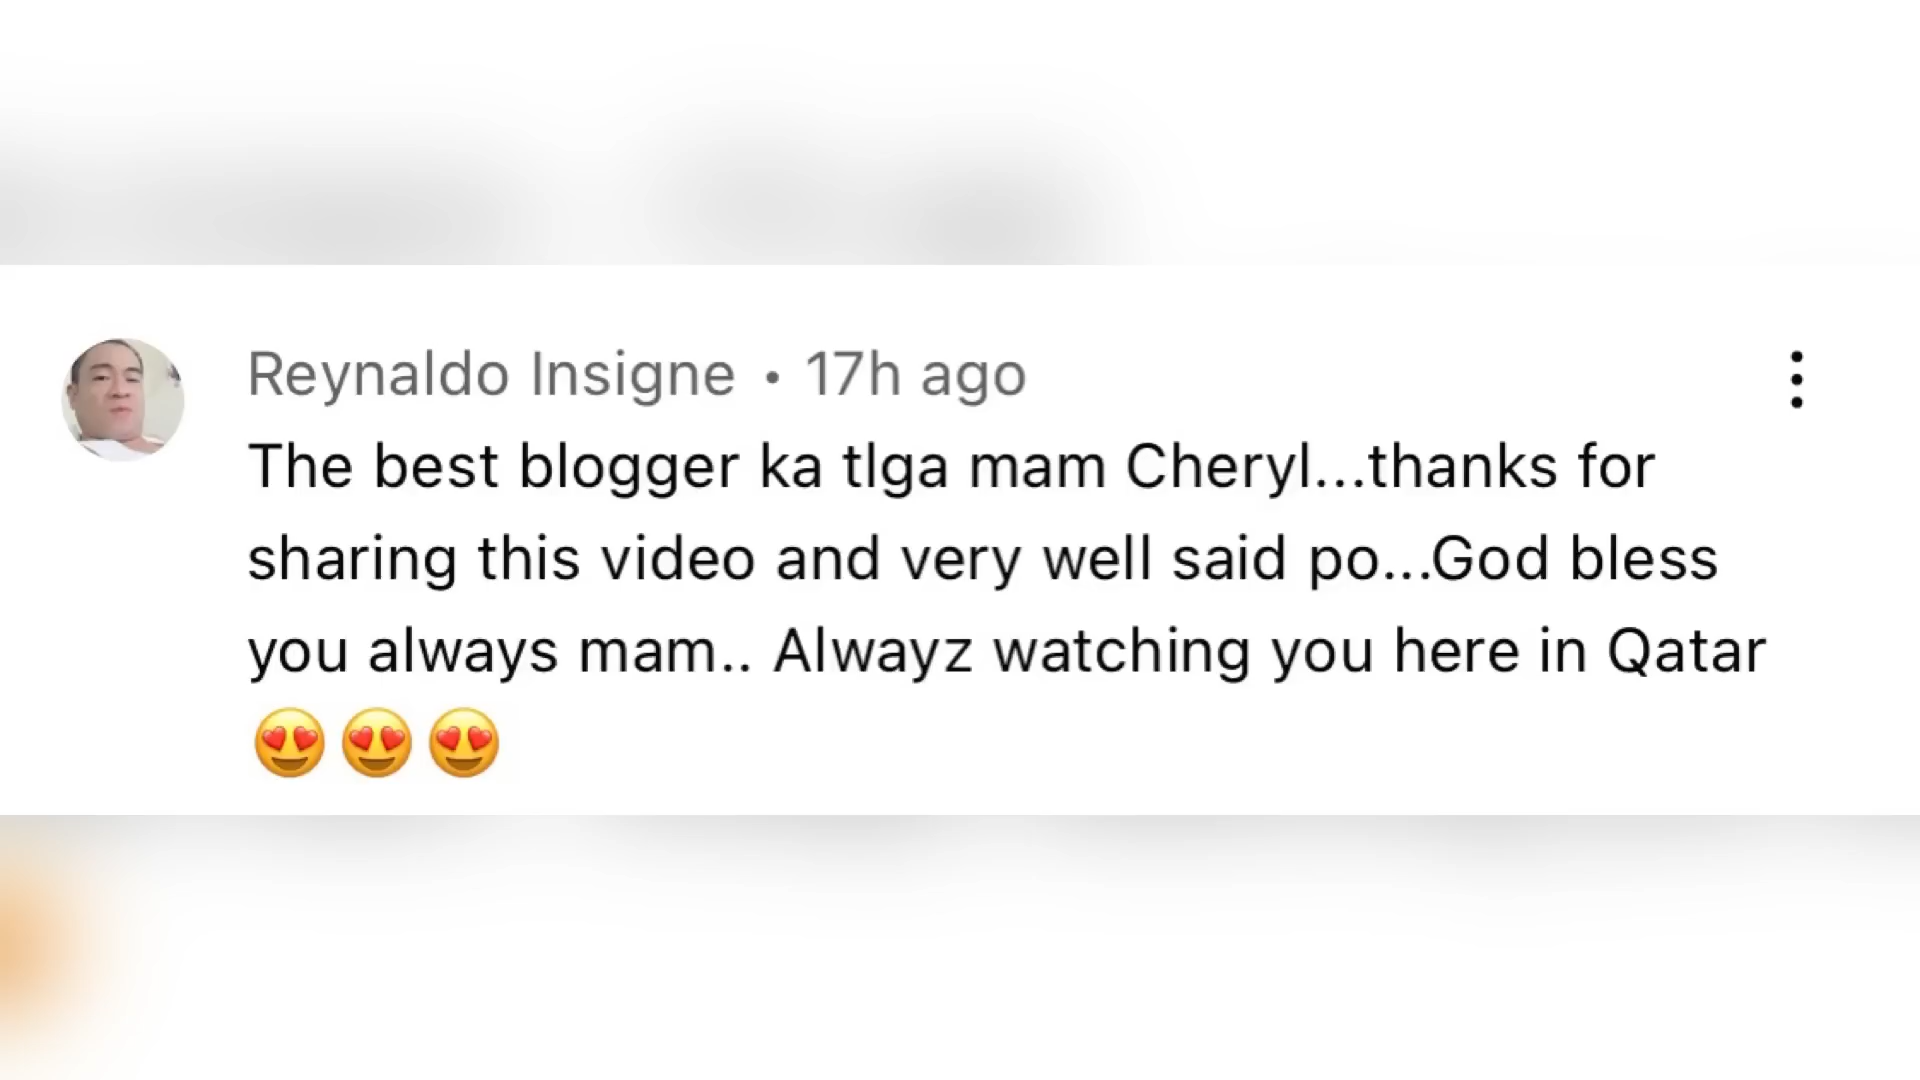 Reynaldo Insigne • 17h ago
The best blogger ka tlga mam Cheryl...thanks for
sharing this video and very well said po...God bless
you always mam.. Alwayz watching you here in Qatar
😍😍😍